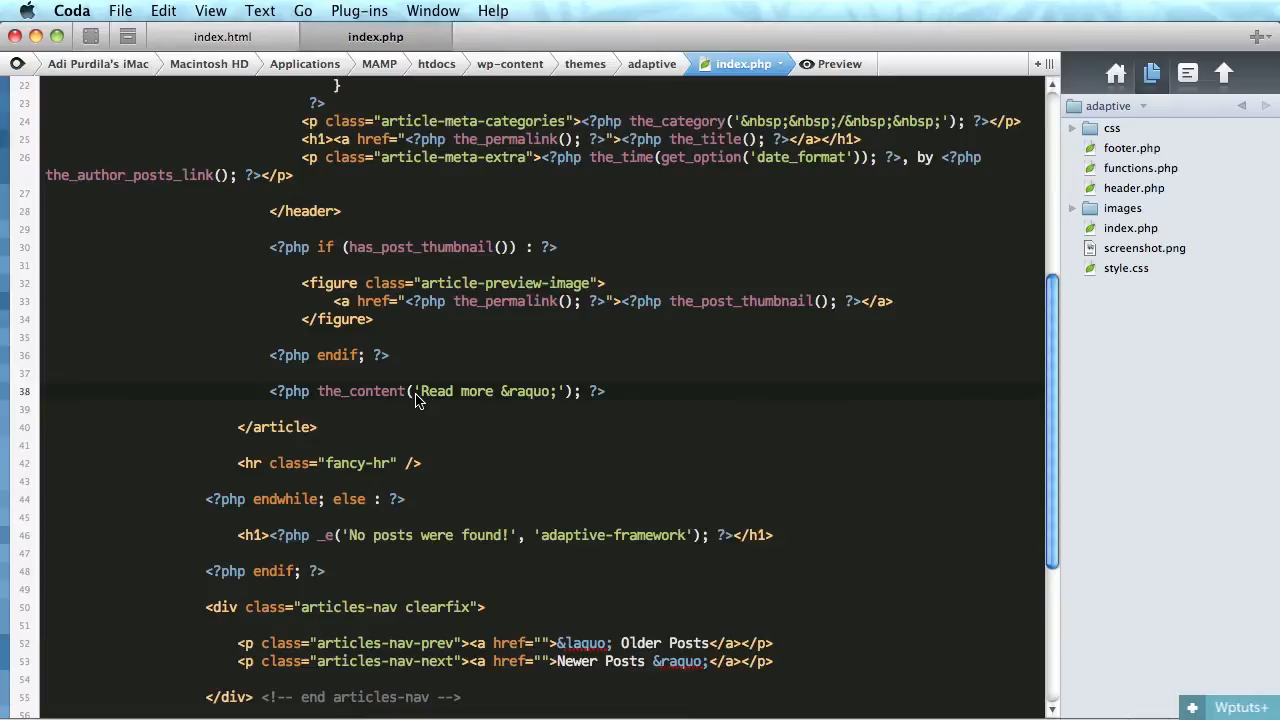 Coda File Edit View Text Go Plug-ins Window Help
index.html index.php
Adi Purdila's iMac Macintosh HD Applications MAMP htdocs wp-content themes adaptive index.php Preview
adaptive
css
footer.php
functions.php
header.php
images
index.php
screenshot.png
style.css
22 }
23 ?>
24 <p class="article-meta-categories"><?php the_category('&nbsp;&nbsp;/&nbsp;&nbsp;'); ?></p>
25 <h1><a href="<?php the_permalink(); ?>"><?php the_title(); ?></a></h1>
26 <p class="article-meta-extra"><?php the_time(get_option('date_format')); ?>, by <?php
the_author_posts_link(); ?></p>
27
28 </header>
29
30 <?php if (has_post_thumbnail()) : ?>
31
32 <figure class="article-preview-image">
33 <a href="<?php the_permalink(); ?>"><?php the_post_thumbnail(); ?></a>
34 </figure>
35
36 <?php endif; ?>
37
38 <?php the_content('Read more &raquo;'); ?>
39
40 </article>
41
42 <hr class="fancy-hr" />
43
44 <?php endwhile; else : ?>
45
46 <h1><?php _e('No posts were found!', 'adaptive-framework'); ?></h1>
47
48 <?php endif; ?>
49
50 <div class="articles-nav clearfix">
51
52 <p class="articles-nav-prev"><a href="">&laquo; Older Posts</a></p>
53 <p class="articles-nav-next"><a href="">Newer Posts &raquo;</a></p>
54
55 </div> <!-- end articles-nav -->
56
Wptuts+